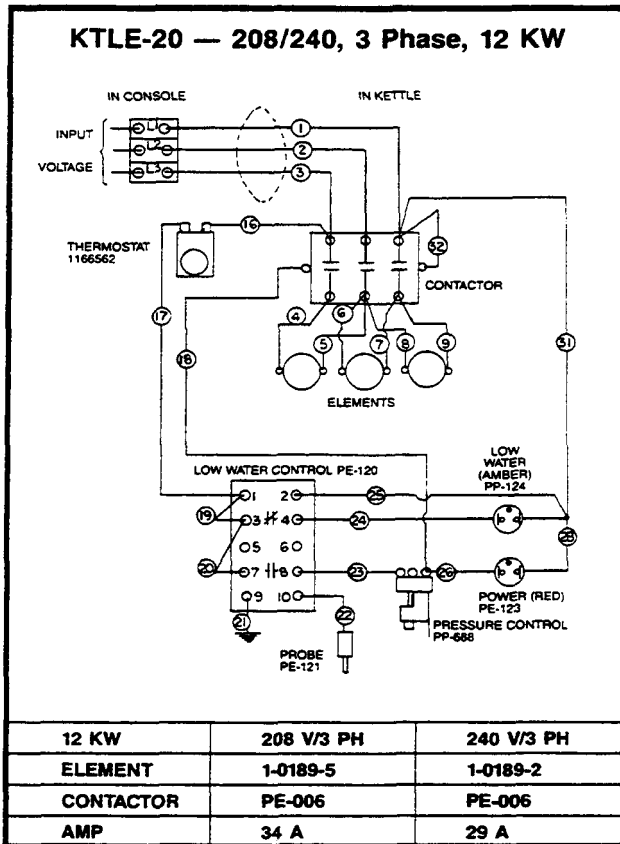 KTLE-20 — 208/240, 3 Phase, 12 KW
IN CONSOLE
IN KETTLE
INPUT
VOLTAGE
L1
L2
L3
1
2
3
16
THERMOSTAT
1166562
32
CONTACTOR
4
6
5
7
8
9
17
18
31
ELEMENTS
LOW WATER CONTROL PE-120
LOW
WATER
(AMBER)
PP-124
1
2
25
19
3
4
24
5
6
28
20
7
8
23
26
9
10
21
22
POWER (RED)
PE-123
PRESSURE CONTROL
PP-688
PROBE
PE-121
12 KW 208 V/3 PH 240 V/3 PH
ELEMENT 1-0189-5 1-0189-2
CONTACTOR PE-006 PE-006
AMP 34 A 29 A